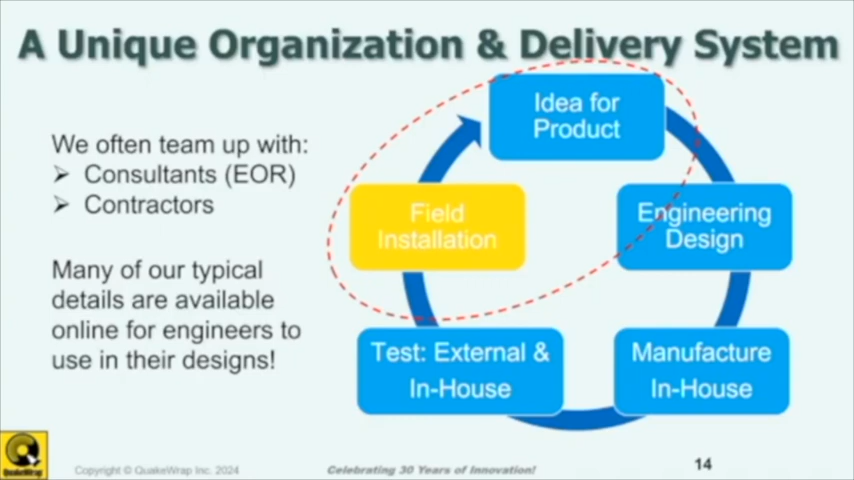 A Unique Organization & Delivery System
We often team up with:
➢ Consultants (EOR)
➢ Contractors
Many of our typical
details are available
online for engineers to
use in their designs!
Idea for
Product
Engineering
Design
Manufacture
In-House
Test: External &
In-House
Field
Installation
QuakeWrap
Copyright © QuakeWrap Inc. 2024
Celebrating 30 Years of Innovation!
14